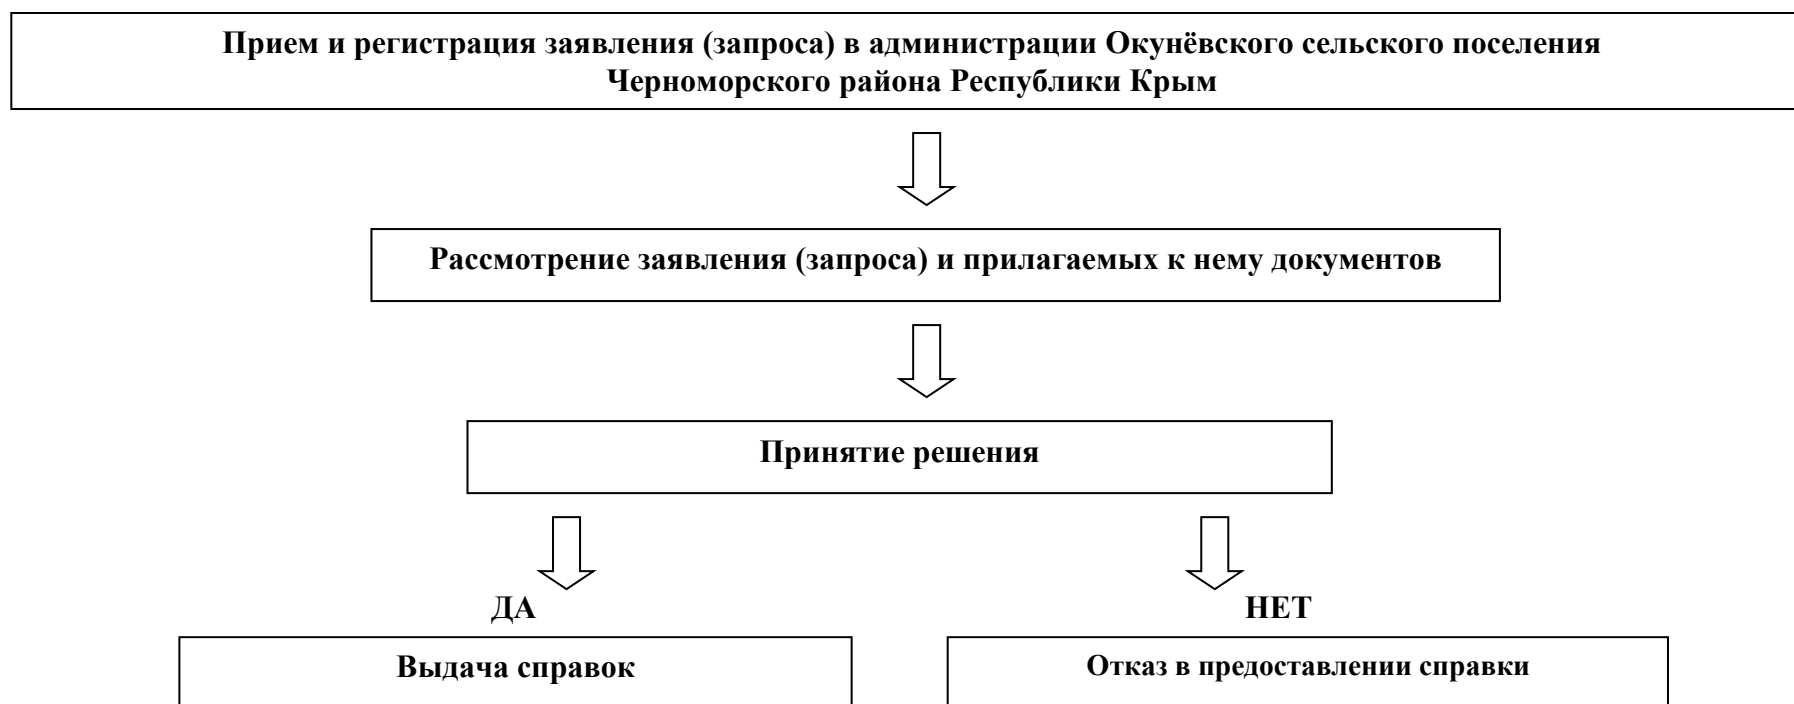 Прием и регистрация заявления (запроса) в администрации Окунёвского сельского поселения
Черноморского района Республики Крым
Рассмотрение заявления (запроса) и прилагаемых к нему документов
Принятие решения
ДА
НЕТ
Выдача справок
Отказ в предоставлении справки